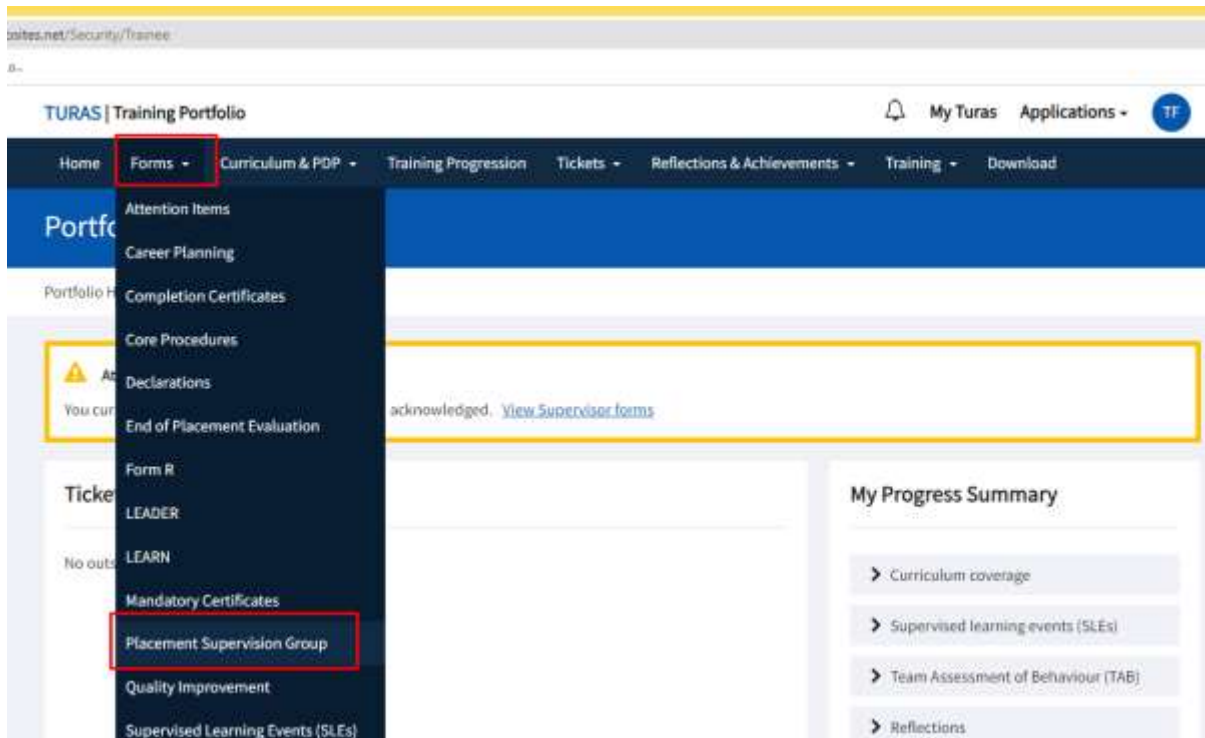 osites.net/Security/Trainee
TURAS | Training Portfolio
My Turas
Applications
TF
Home
Forms
Curriculum & PDP
Training Progression
Tickets
Reflections & Achievements
Training
Download
Portfo
Attention Items
Career Planning
Portfolio H
Completion Certificates
Core Procedures
At
Declarations
You cur
acknowledged. View Supervisor forms
End of Placement Evaluation
Form R
Ticke
My Progress Summary
LEADER
No outs
LEARN
Curriculum coverage
Mandatory Certificates
Supervised learning events (SLEs)
Placement Supervision Group
Team Assessment of Behaviour (TAB)
Quality Improvement
Supervised Learning Events (SLEs)
Reflections